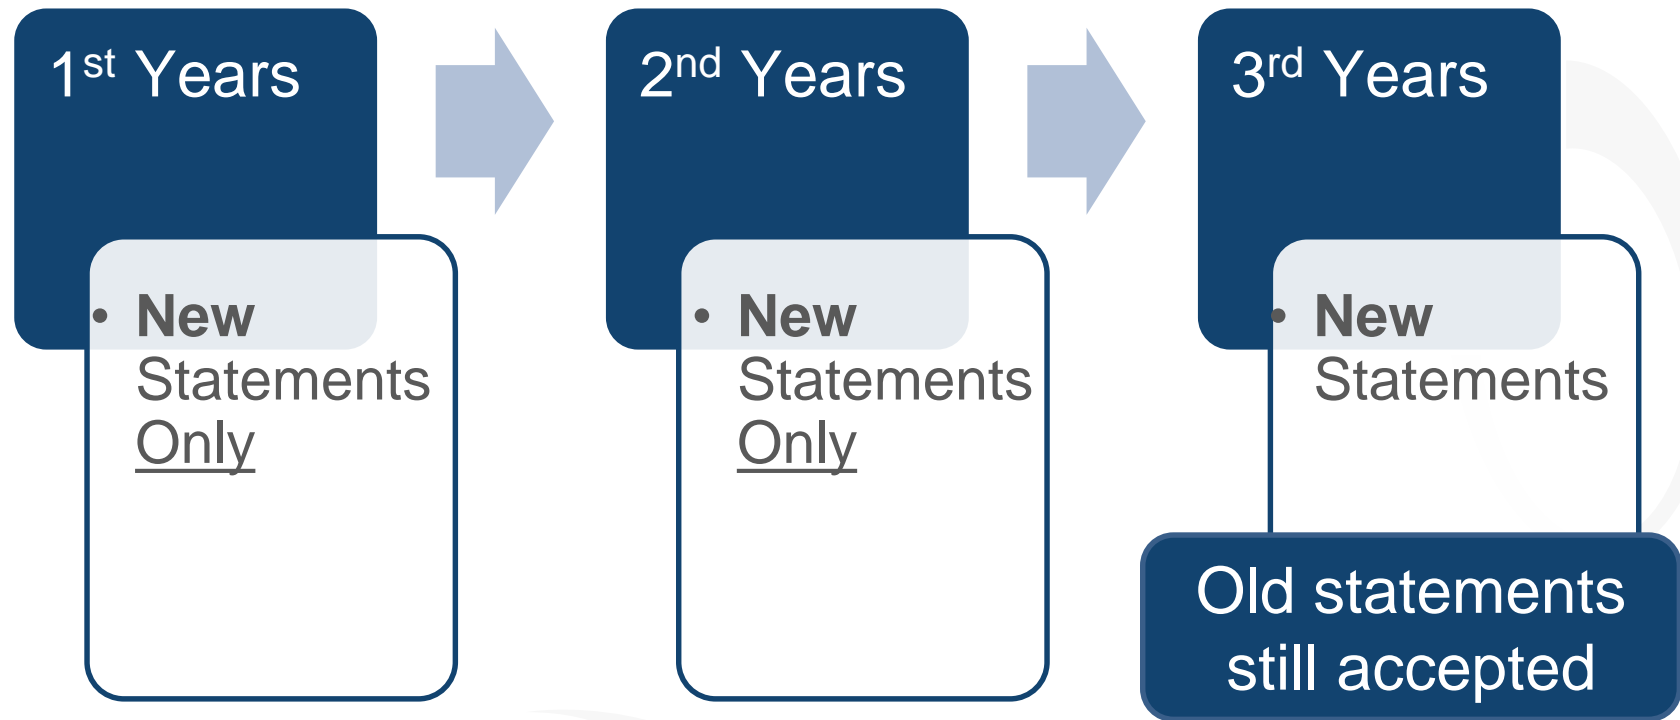 1st Years
• New
Statements
Only
2nd Years
• New
Statements
Only
3rd Years
• New
Statements
Old statements
still accepted